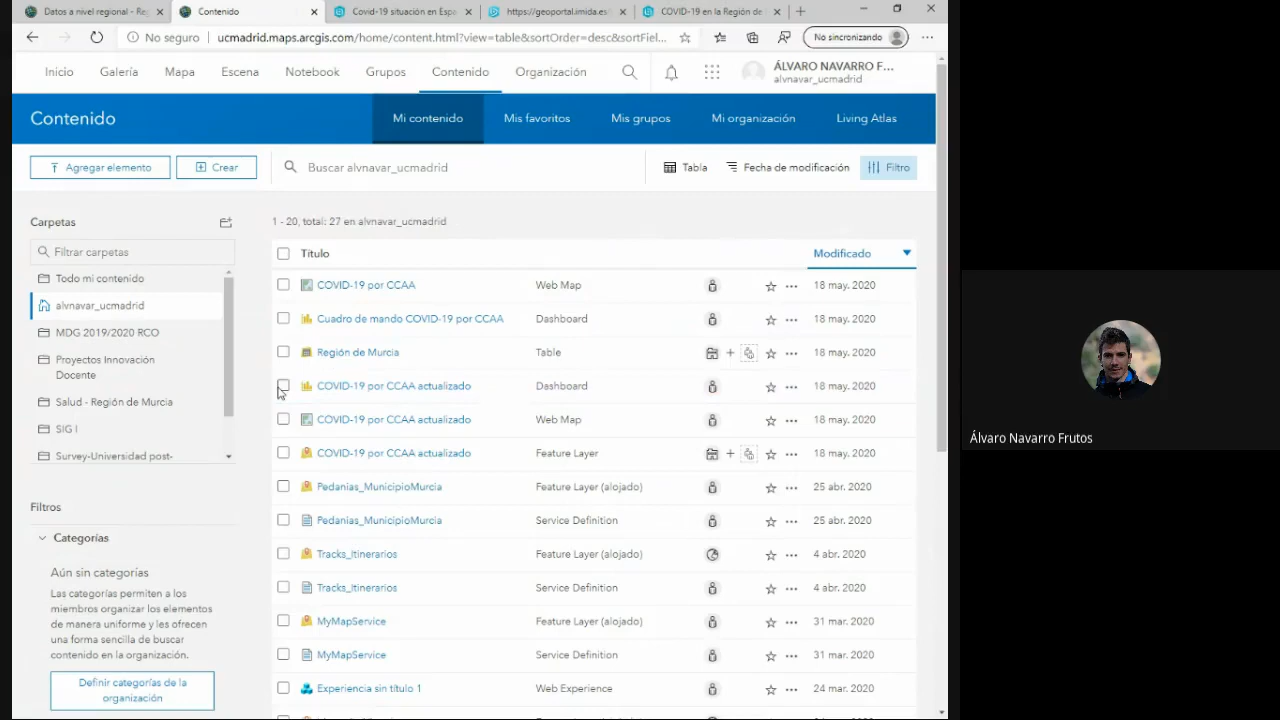 Datos a nivel regional - Re
Contenido
Covid-19 situación en Esp
https://geoportal.imida.es
COVID-19 en la Región de
No seguro
ucmadrid.maps.arcgis.com/home/content.html?view=table&sortOrder=desc&sortFiel...
No sincronizando
Inicio
Galería
Mapa
Escena
Notebook
Grupos
Contenido
Organización
ÁLVARO NAVARRO F...
alvnavar_ucmadrid
Contenido
Mi contenido
Mis favoritos
Mis grupos
Mi organización
Living Atlas
Agregar elemento
Crear
Buscar alvnavar_ucmadrid
Tabla
Fecha de modificación
Filtro
Carpetas
Filtrar carpetas
Todo mi contenido
alvnavar_ucmadrid
MDG 2019/2020 RCO
Proyectos Innovación
Docente
Salud - Región de Murcia
SIG I
Survey-Universidad post-
Filtros
Categorías
Aún sin categorías
Las categorías permiten a los
miembros organizar los elementos
de manera uniforme y les ofrecen
una forma sencilla de buscar
contenido en la organización.
Definir categorías de la
organización
1 - 20, total: 27 en alvnavar_ucmadrid
Título Modificado
COVID-19 por CCAA Web Map 18 may. 2020
Cuadro de mando COVID-19 por CCAA Dashboard 18 may. 2020
Región de Murcia Table 18 may. 2020
COVID-19 por CCAA actualizado Dashboard 18 may. 2020
COVID-19 por CCAA actualizado Web Map 18 may. 2020
COVID-19 por CCAA actualizado Feature Layer 18 may. 2020
Pedanias_MunicipioMurcia Feature Layer (alojado) 25 abr. 2020
Pedanias_MunicipioMurcia Service Definition 25 abr. 2020
Tracks_Itinerarios Feature Layer (alojado) 4 abr. 2020
Tracks_Itinerarios Service Definition 4 abr. 2020
MyMapService Feature Layer (alojado) 31 mar. 2020
MyMapService Service Definition 31 mar. 2020
Experiencia sin título 1 Web Experience 24 mar. 2020
Álvaro Navarro Frutos